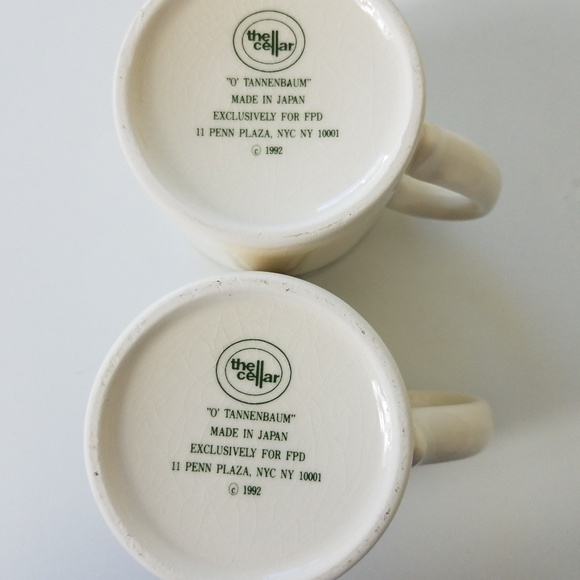 the
cellar
"O' TANNENBAUM"
MADE IN JAPAN
EXCLUSIVELY FOR FPD
11 PENN PLAZA, NYC NY 10001
© 1992
the
cellar
"O' TANNENBAUM"
MADE IN JAPAN
EXCLUSIVELY FOR FPD
11 PENN PLAZA, NYC NY 10001
© 1992